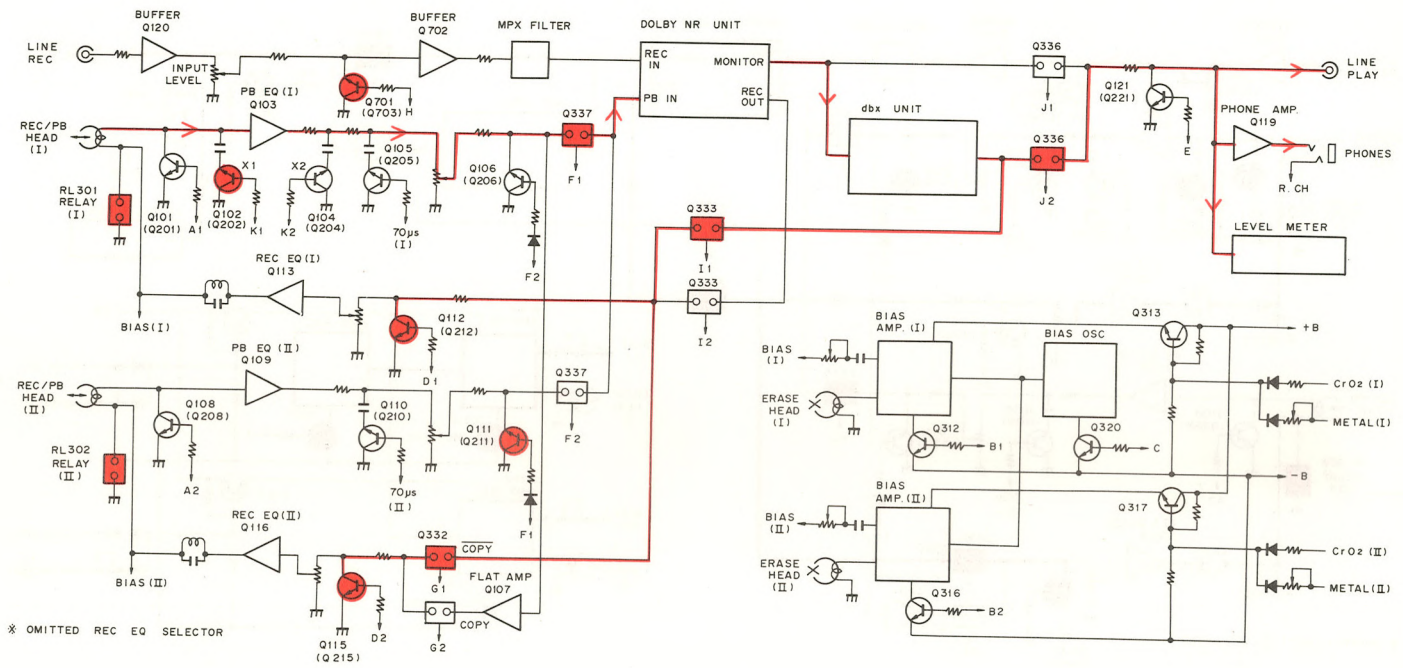 LINE
REC
BUFFER
Q120
INPUT
LEVEL
BUFFER
Q702
MPX FILTER
DOLBY NR UNIT
REC
IN
MONITOR
PB IN
REC
OUT
Q336
J1
LINE
PLAY
Q701
(Q703)
H
REC/PB
HEAD
(I)
PB EQ(I)
Q103
RL301
RELAY
(I)
Q101
(Q201)
A1
X1
Q102
(Q202)
K1
X2
K2
Q104
(Q204)
Q105
(Q205)
70µs
(I)
Q106
(Q206)
F2
Q337
F1
dbx UNIT
Q336
J2
Q121
(Q221)
E
PHONE AMP.
Q119
PHONES
R. CH
LEVEL METER
Q333
I1
Q333
I2
REC EQ(I)
Q113
BIAS(I)
Q112
(Q212)
D1
REC/PB
HEAD
(II)
PB EQ(II)
Q109
Q108
(Q208)
A2
RL302
RELAY
(II)
Q110
(Q210)
70µs
(II)
Q111
(Q211)
F1
Q337
F2
REC EQ(II)
Q116
BIAS(II)
Q332
COPY
G1
FLAT AMP
Q107
COPY
G2
Q115
(Q215)
D2
※ OMITTED REC EQ SELECTOR
BIAS
AMP.(I)
BIAS
(I)
ERASE
HEAD
(I)
Q312
B1
BIAS OSC
Q320
C
Q313
+B
CrO2 (I)
METAL(I)
-B
BIAS
AMP.(II)
BIAS
(II)
ERASE
HEAD
(II)
Q316
B2
Q317
CrO2 (II)
METAL(II)